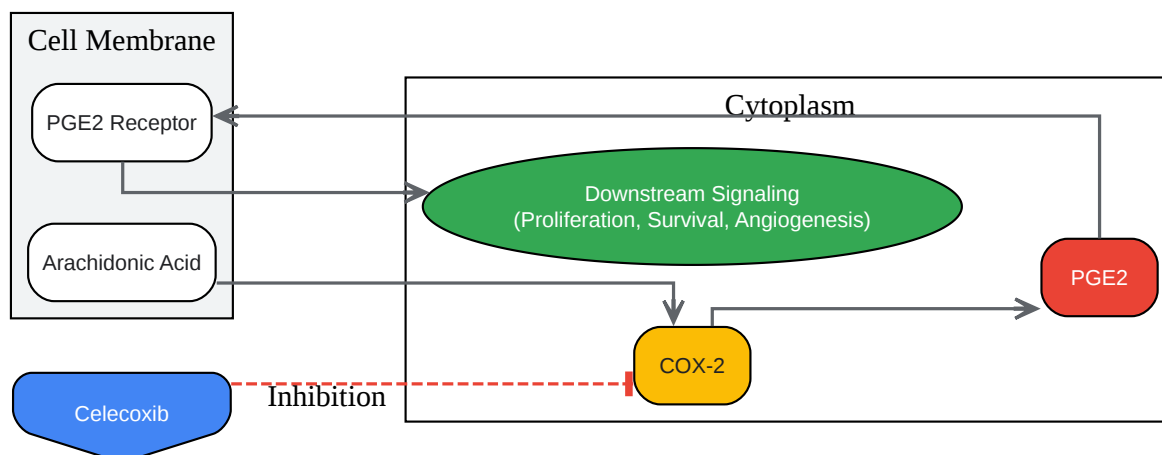 Cell Membrane
PGE2 Receptor
Arachidonic Acid
Cytoplasm
Downstream Signaling
(Proliferation, Survival, Angiogenesis)
PGE2
COX-2
Celecoxib
Inhibition